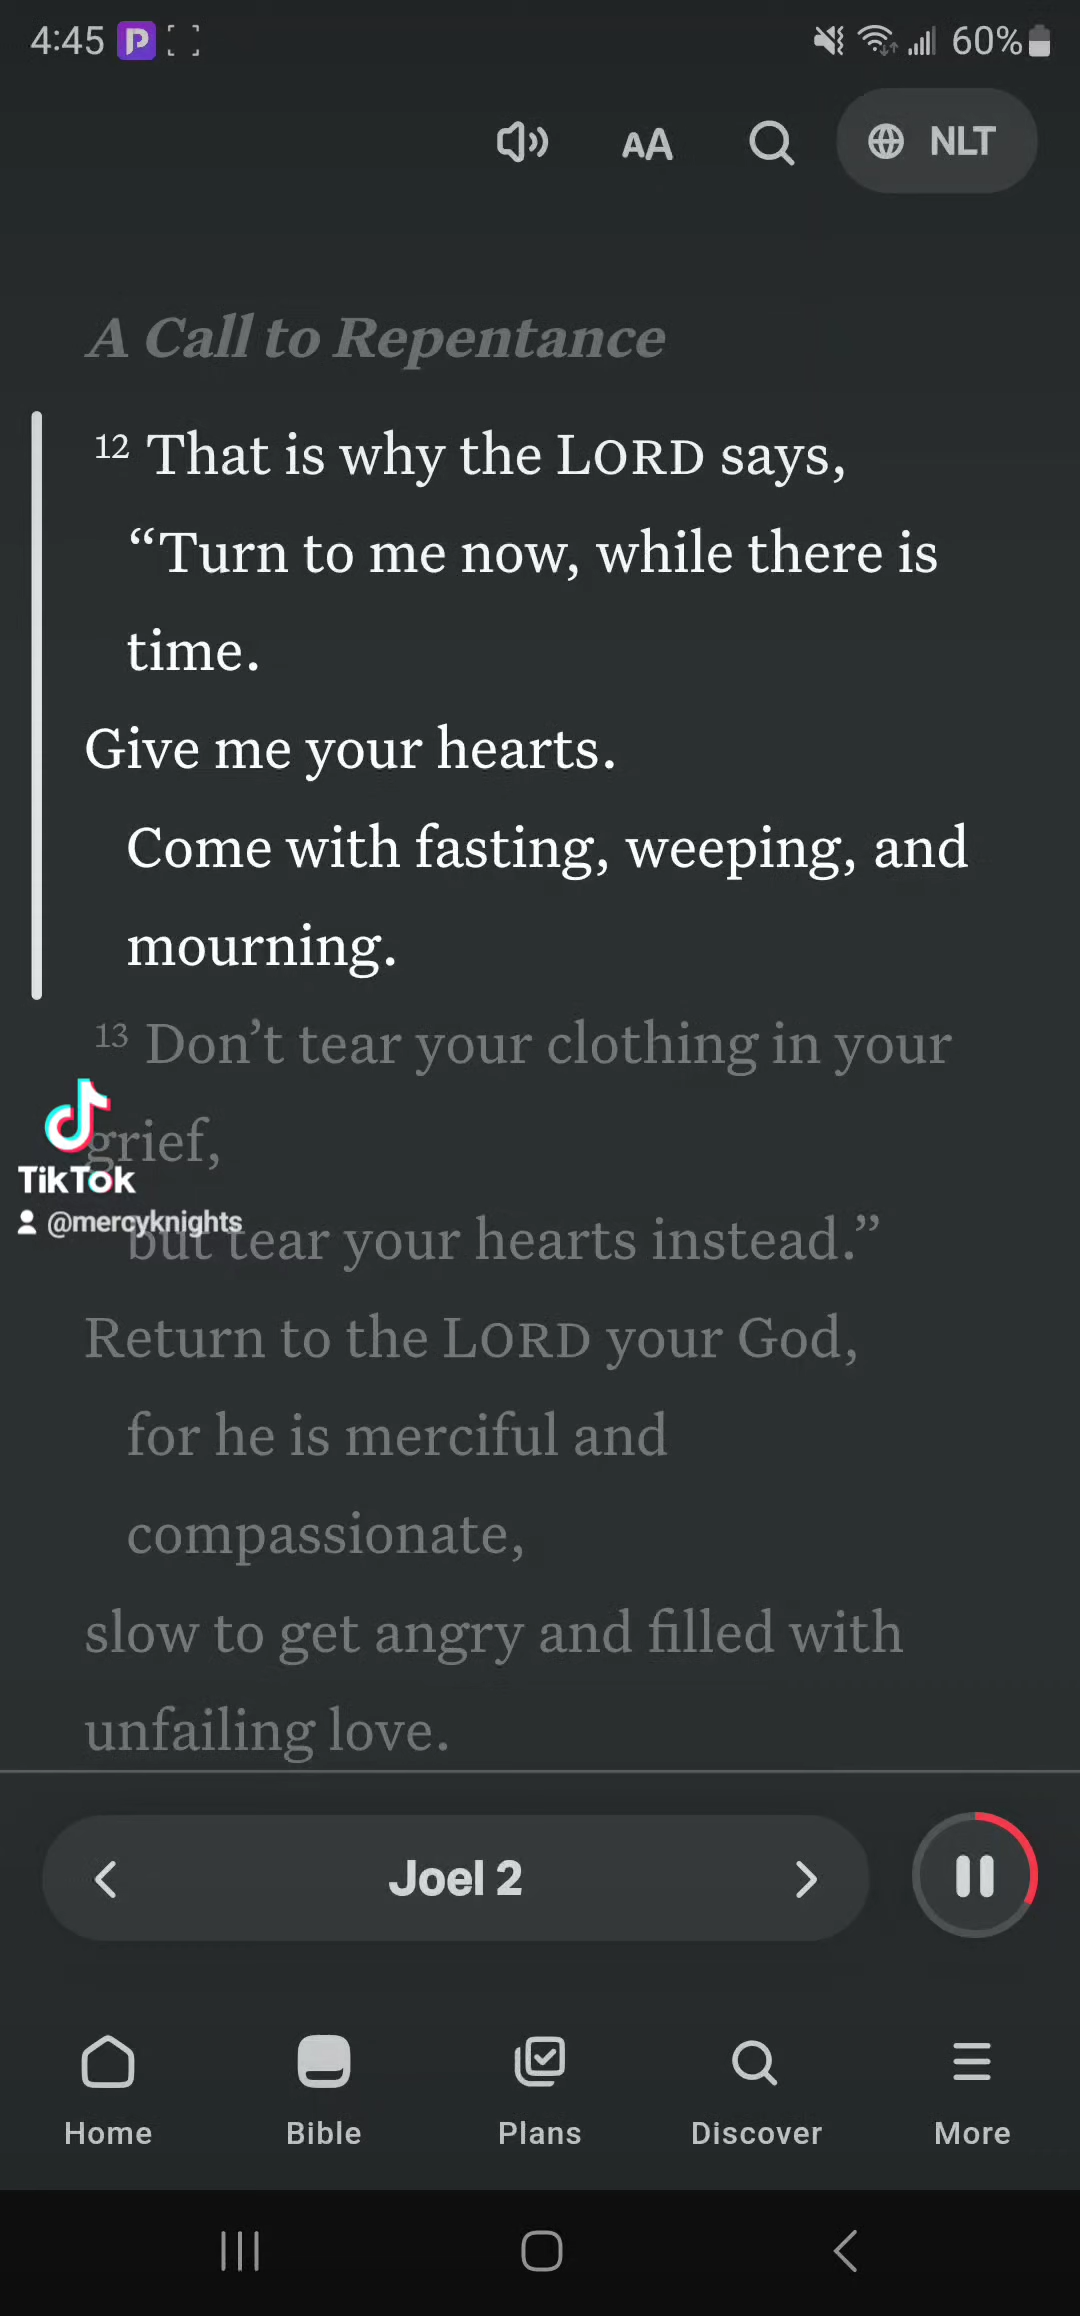 4:45 P 60%
AA NLT
A Call to Repentance
12 That is why the LORD says,
“Turn to me now, while there is
time.
Give me your hearts.
Come with fasting, weeping, and
mourning.
13 Don’t tear your clothing in your
grief,
TikTok
@mercyknights
but tear your hearts instead.”
Return to the LORD your God,
for he is merciful and
compassionate,
slow to get angry and filled with
unfailing love.
Joel 2
Home Bible Plans Discover More